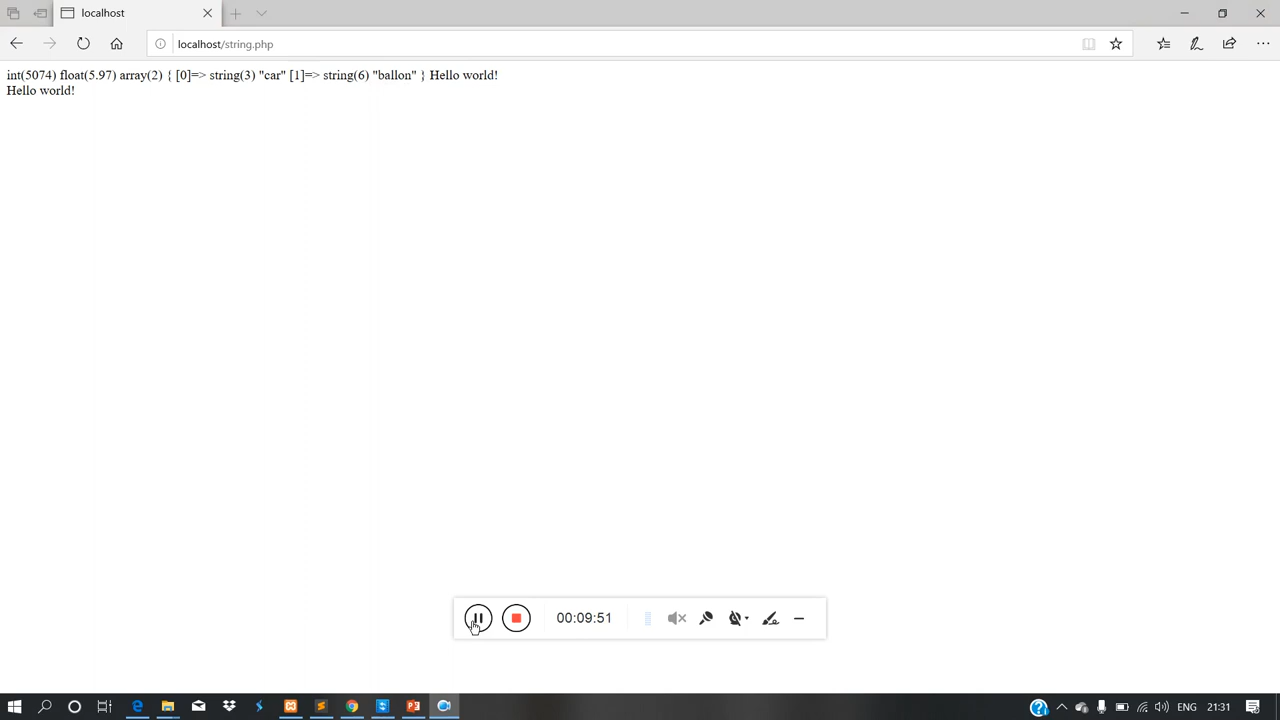 localhost
localhost/string.php
int(5074) float(5.97) array(2) { [0]=> string(3) "car" [1]=> string(6) "ballon" } Hello world!
Hello world!
00:09:51
ENG 21:31